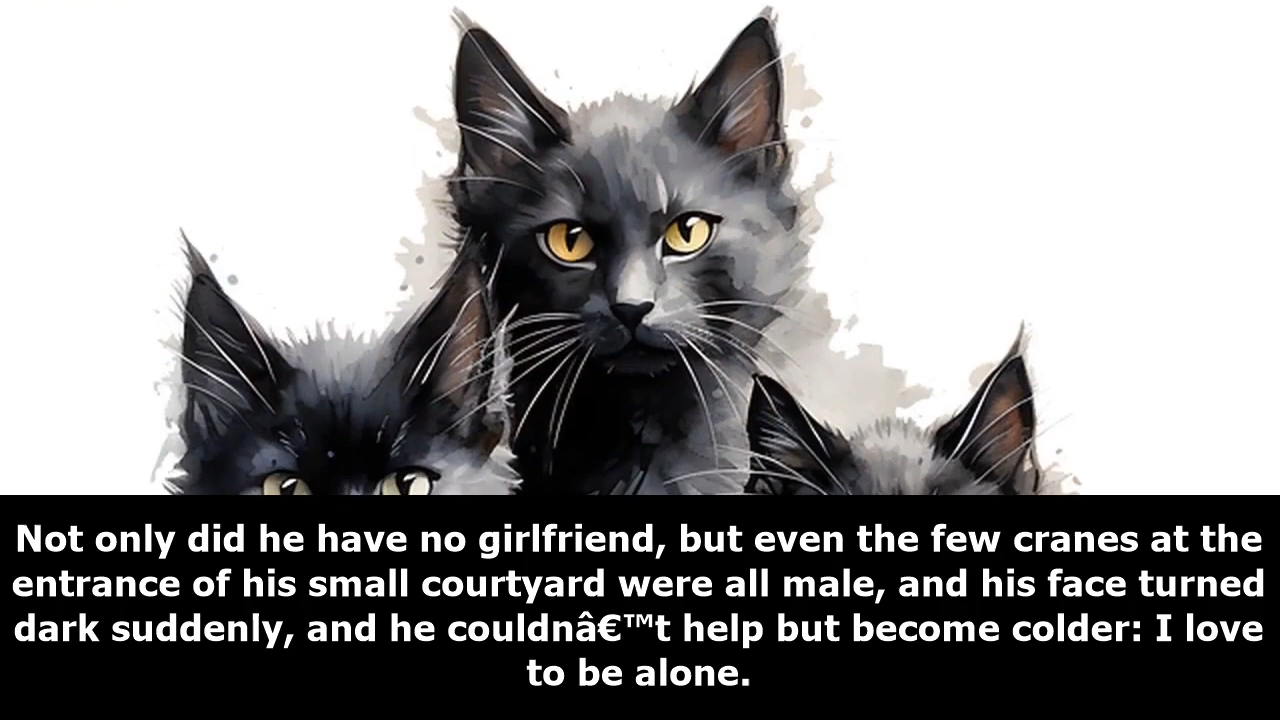 Not only did he have no girlfriend, but even the few cranes at the
entrance of his small courtyard were all male, and his face turned
dark suddenly, and he couldnâ€™t help but become colder: I love
to be alone.